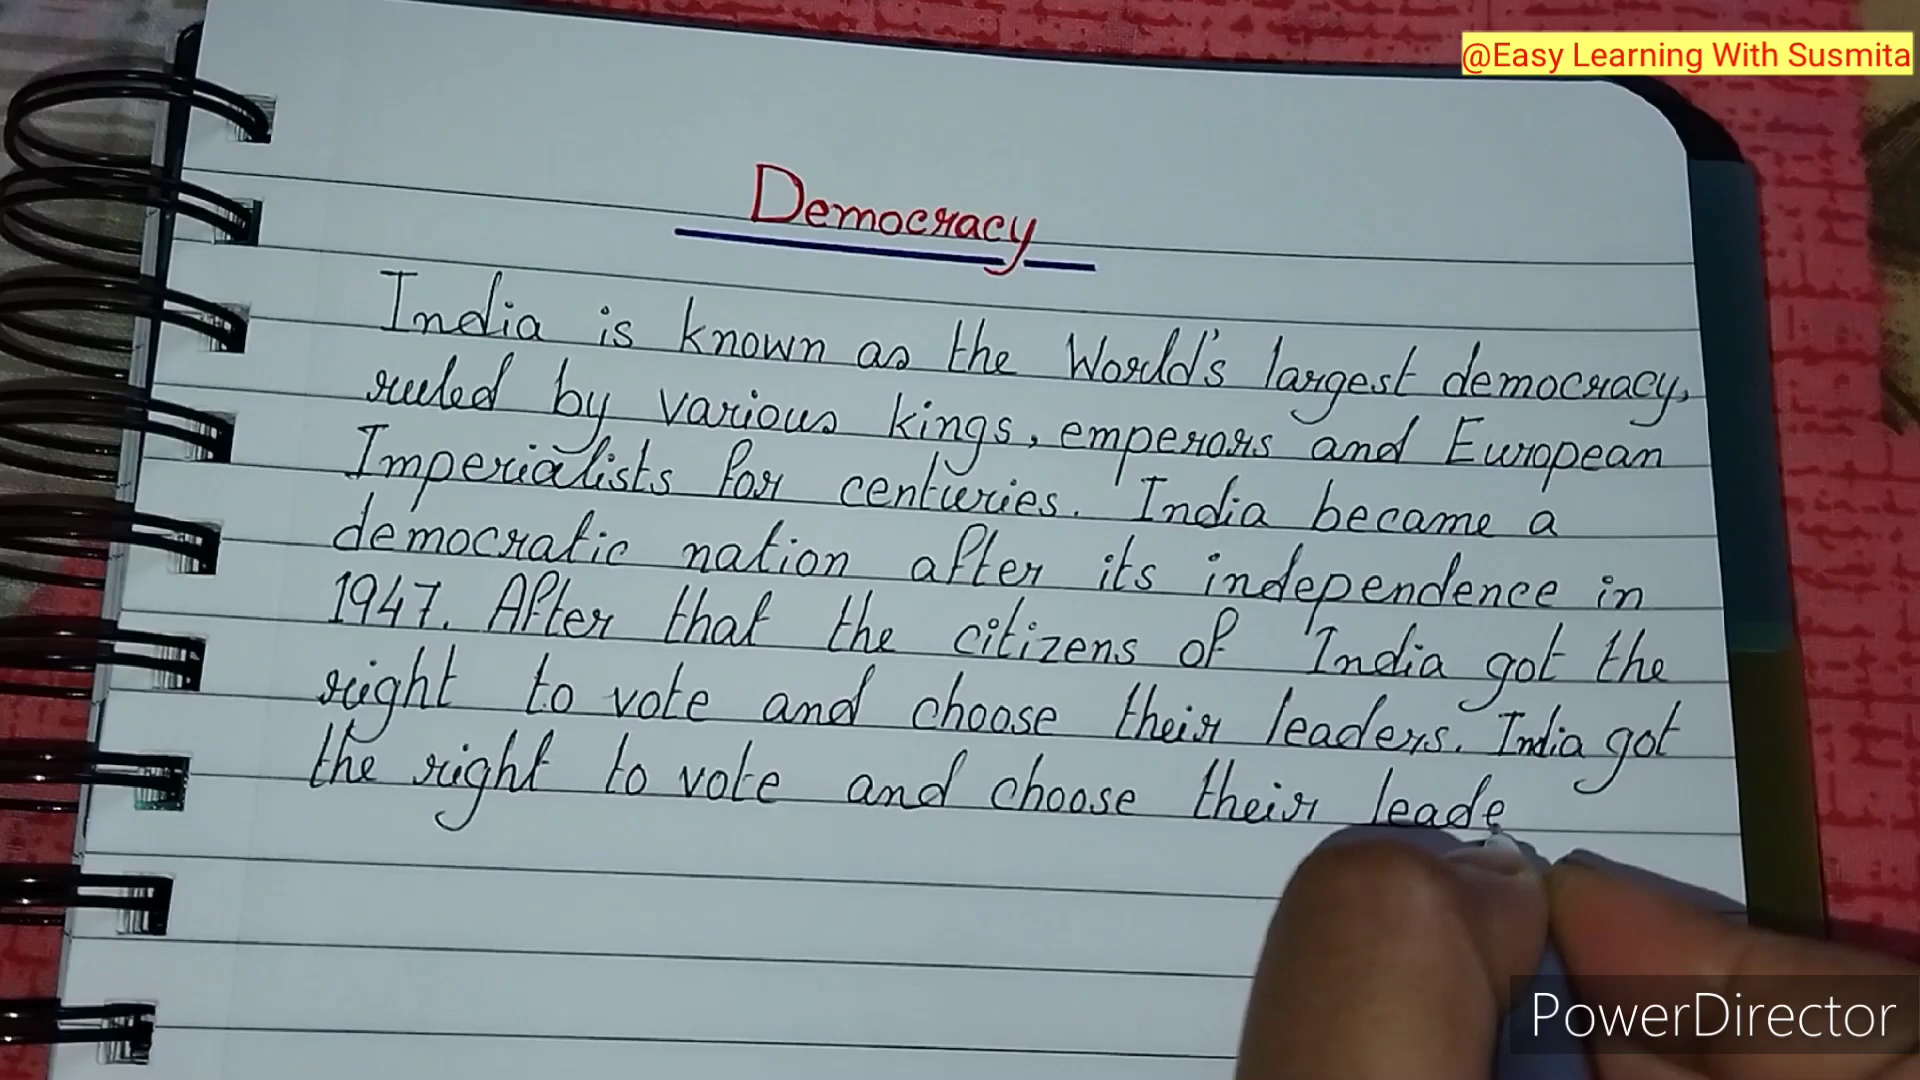 @Easy Learning With Susmita
Democracy
India is known as the World's largest democracy,
ruled by various kings, emperors and European
Imperialists for centuries. India became a
democratic nation after its independence in
1947. After that the citizens of India got the
right to vote and choose their leaders. India got
the right to vote and choose their leade
PowerDirector